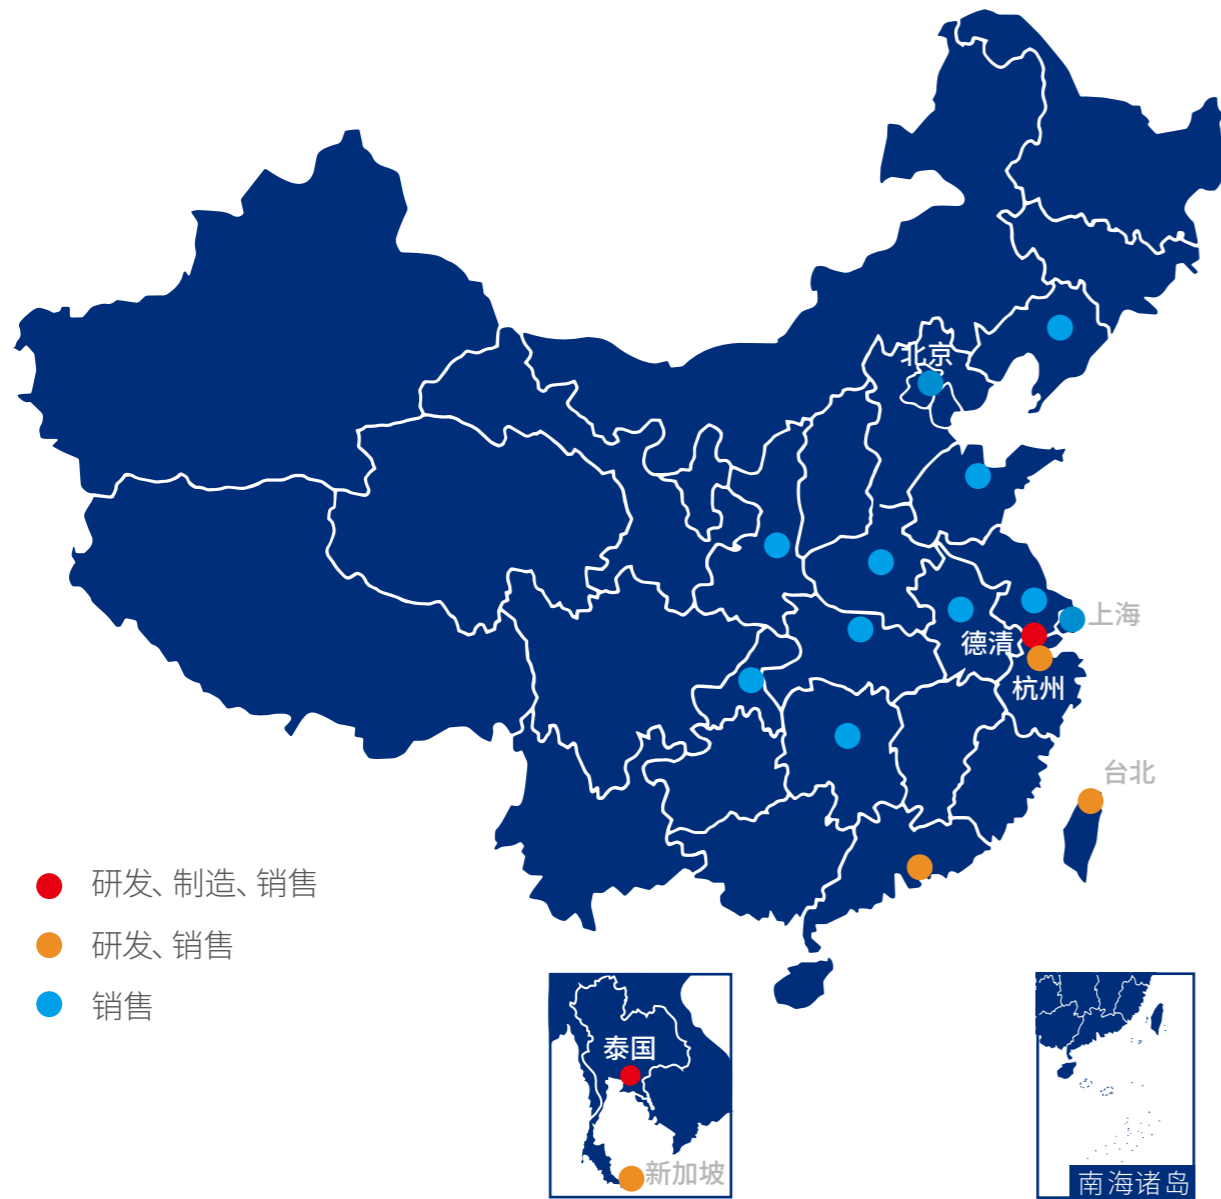 北京
上海
德清
杭州
台北
研发、制造、销售
研发、销售
销售
泰国
新加坡
南海诸岛